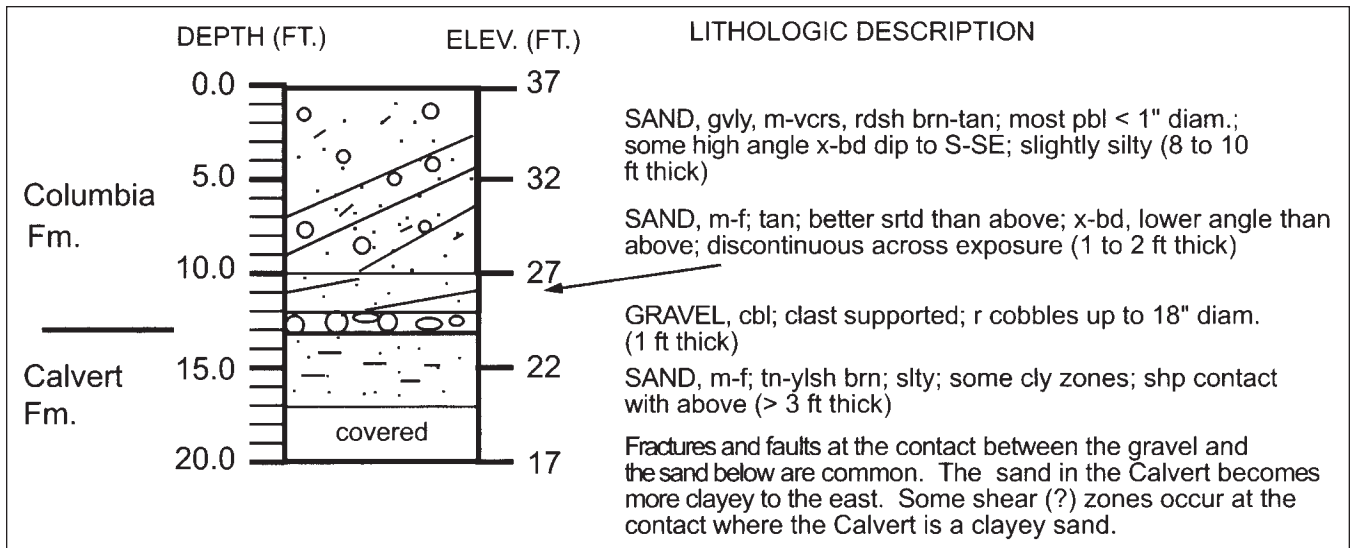 DEPTH (FT.)
ELEV. (FT.)
LITHOLOGIC DESCRIPTION
0.0
37
SAND, gvly, m-vcrs, rdsh brn-tan; most pbl < 1" diam.;
some high angle x-bd dip to S-SE; slightly silty (8 to 10
ft thick)
5.0
32
Columbia
Fm.
SAND, m-f; tan; better srtd than above; x-bd, lower angle than
above; discontinuous across exposure (1 to 2 ft thick)
10.0
27
GRAVEL, cbl; clast supported; r cobbles up to 18" diam.
(1 ft thick)
15.0
22
Calvert
Fm.
SAND, m-f; tn-ylsh brn; slty; some cly zones; shp contact
with above (> 3 ft thick)
covered
20.0
17
Fractures and faults at the contact between the gravel and
the sand below are common. The sand in the Calvert becomes
more clayey to the east. Some shear (?) zones occur at the
contact where the Calvert is a clayey sand.